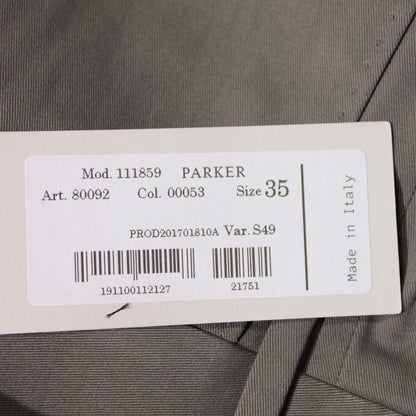 Mod. 111859 PARKER
Art. 80092 Col. 00053 Size 35
PROD201701810A Var. S49
191100112127 21751
Made in Italy